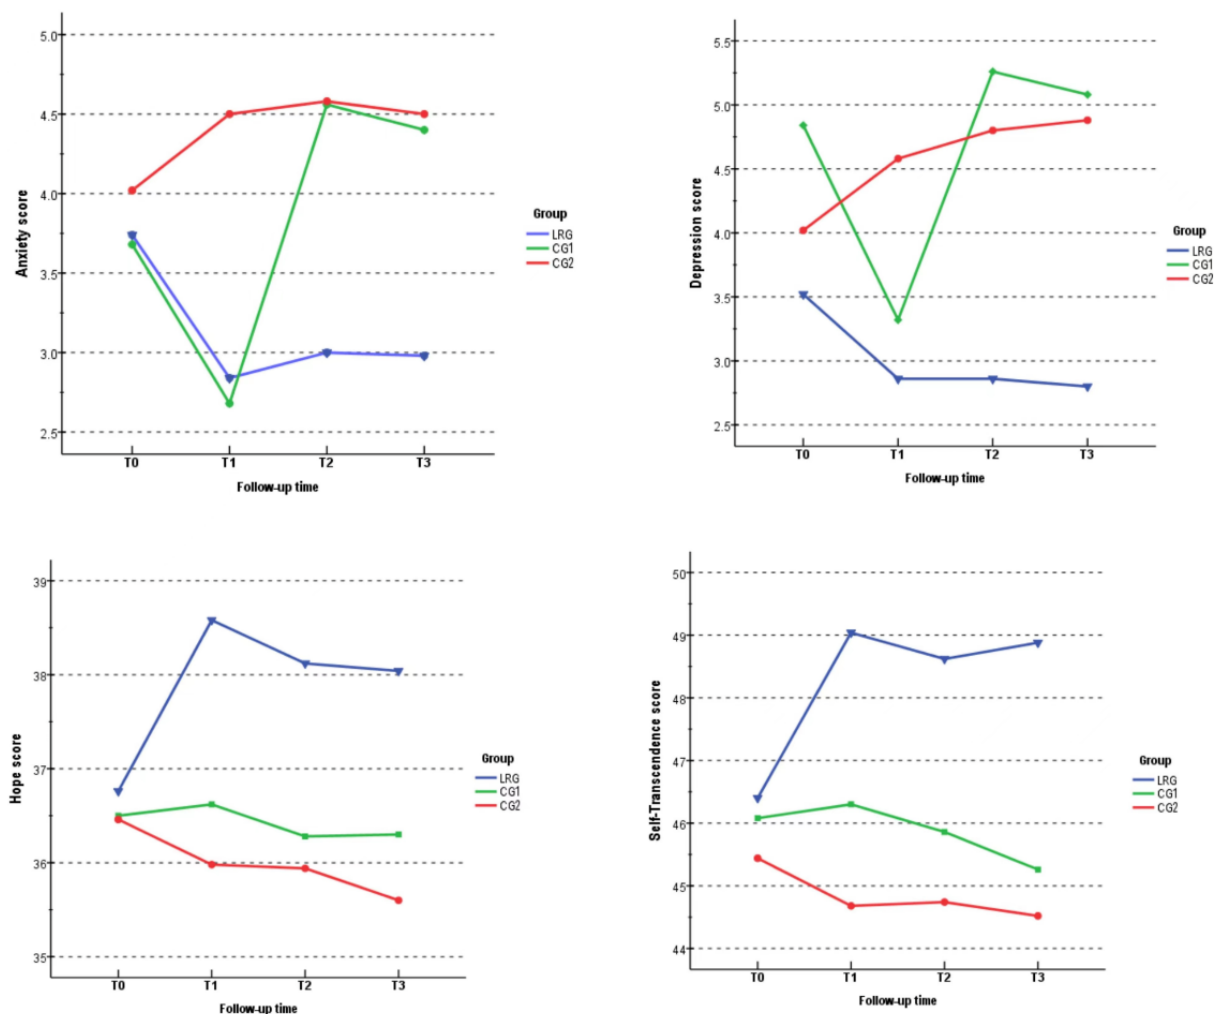 5.0
4.5
4.0
3.5
3.0
2.5
Anxiety score
T0 T1 T2 T3
Follow-up time
Group
LRG
CG1
CG2
5.5
5.0
4.5
4.0
3.5
3.0
2.5
Depression score
T0 T1 T2 T3
Follow-up time
Group
LRG
CG1
CG2
39
38
37
36
35
Hope score
T0 T1 T2 T3
Follow-up time
Group
LRG
CG1
CG2
50
49
48
47
46
45
44
Self-Transcendence score
T0 T1 T2 T3
Follow-up time
Group
LRG
CG1
CG2